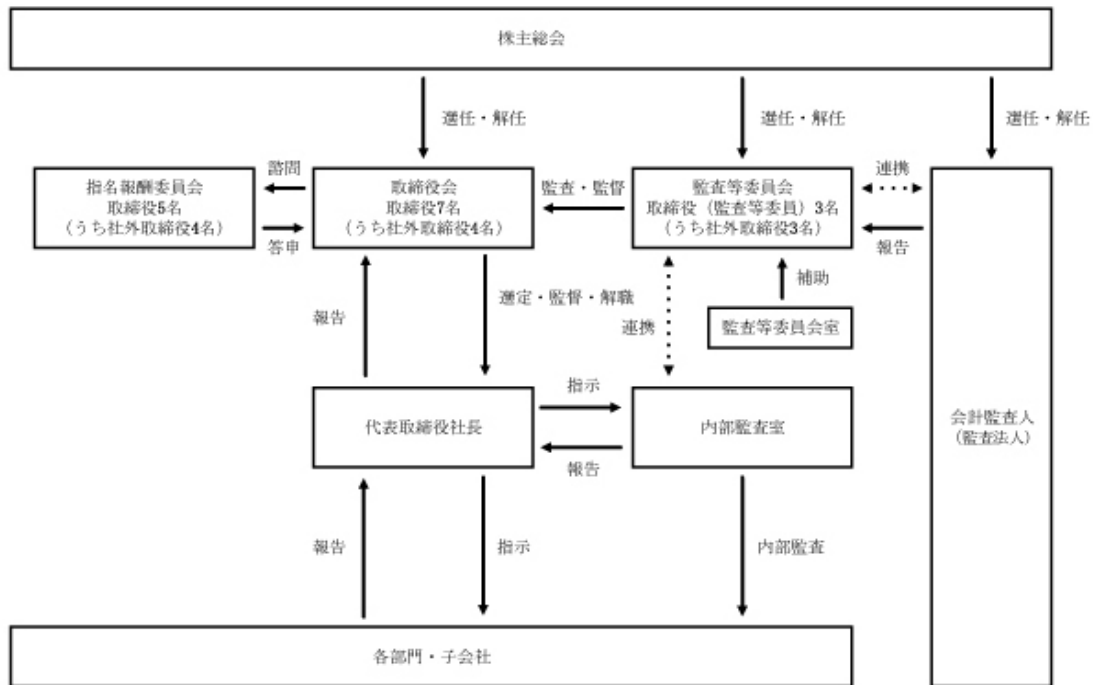 株主総会
選任・解任
選任・解任
選任・解任
諮問
指名報酬委員会
取締役5名
(うち社外取締役4名)
答申
取締役会
取締役7名
(うち社外取締役4名)
監査・監督
監査等委員会
取締役（監査等委員）3名
(うち社外取締役3名)
連携
報告
補助
監査等委員会室
報告
選定・監督・解職
連携
代表取締役社長
指示
報告
内部監査室
会計監査人
(監査法人)
報告
指示
内部監査
各部門・子会社